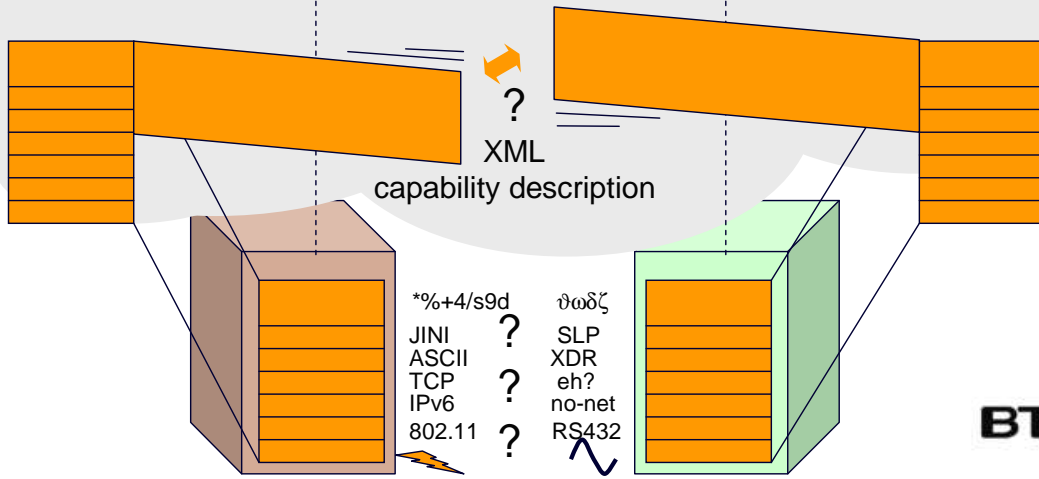 ?
XML
capability description
*%+4/s9d ϑωδζ
JINI ? SLP
ASCII XDR
TCP ? eh?
IPv6 no-net
802.11 ? RS432
BT